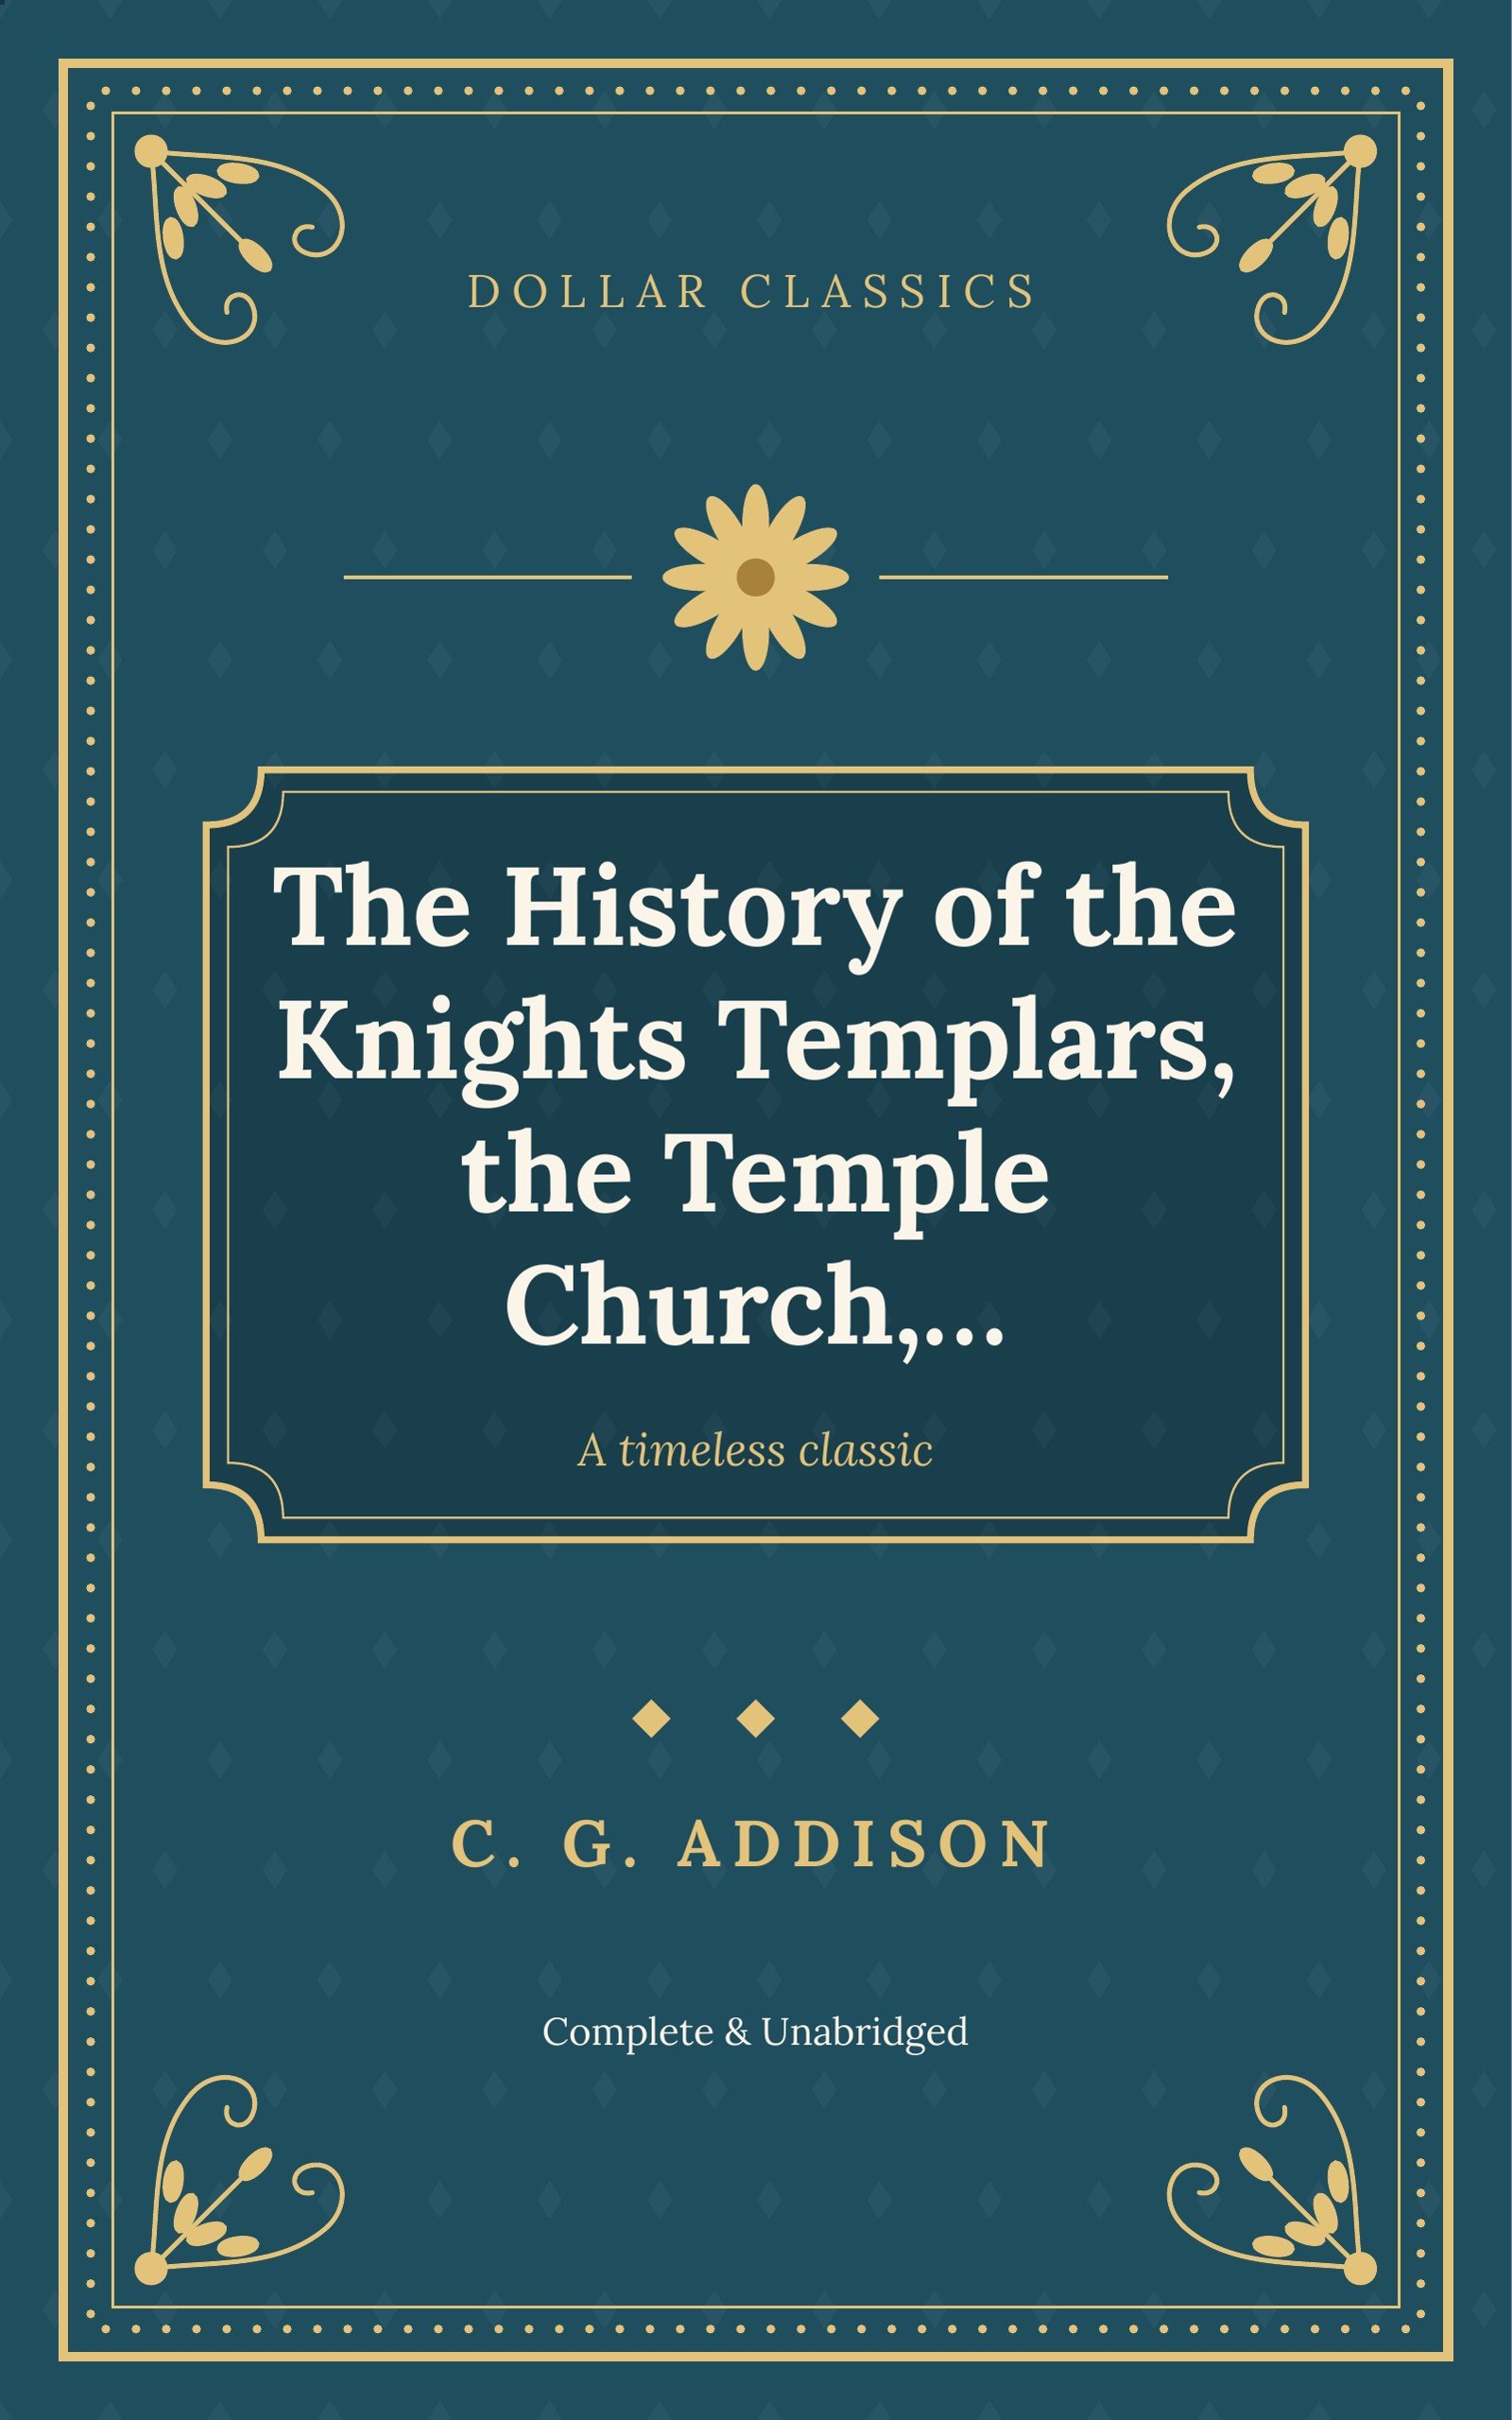 DOLLAR CLASSICS
The History of the
Knights Templars,
the Temple
Church,...
A timeless classic
C. G. ADDISON
Complete & Unabridged